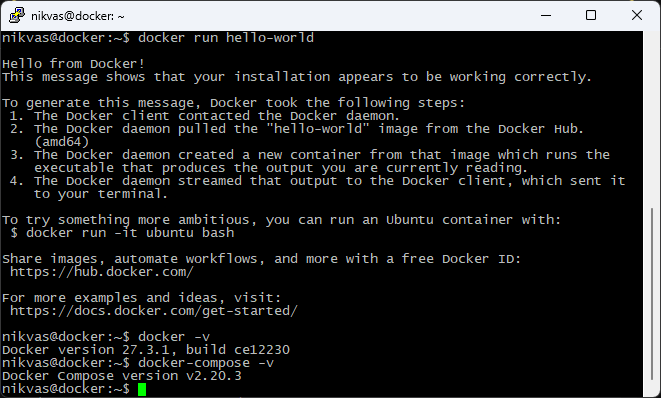 nikvas@docker: ~
nikvas@docker:~$ docker run hello-world
Hello from Docker!
This message shows that your installation appears to be working correctly.
To generate this message, Docker took the following steps:
 1. The Docker client contacted the Docker daemon.
 2. The Docker daemon pulled the "hello-world" image from the Docker Hub.
    (amd64)
 3. The Docker daemon created a new container from that image which runs the
    executable that produces the output you are currently reading.
 4. The Docker daemon streamed that output to the Docker client, which sent it
    to your terminal.
To try something more ambitious, you can run an Ubuntu container with:
 $ docker run -it ubuntu bash
Share images, automate workflows, and more with a free Docker ID:
 https://hub.docker.com/
For more examples and ideas, visit:
 https://docs.docker.com/get-started/
nikvas@docker:~$ docker -v
Docker version 27.3.1, build ce12230
nikvas@docker:~$ docker-compose -v
Docker Compose version v2.20.3
nikvas@docker:~$